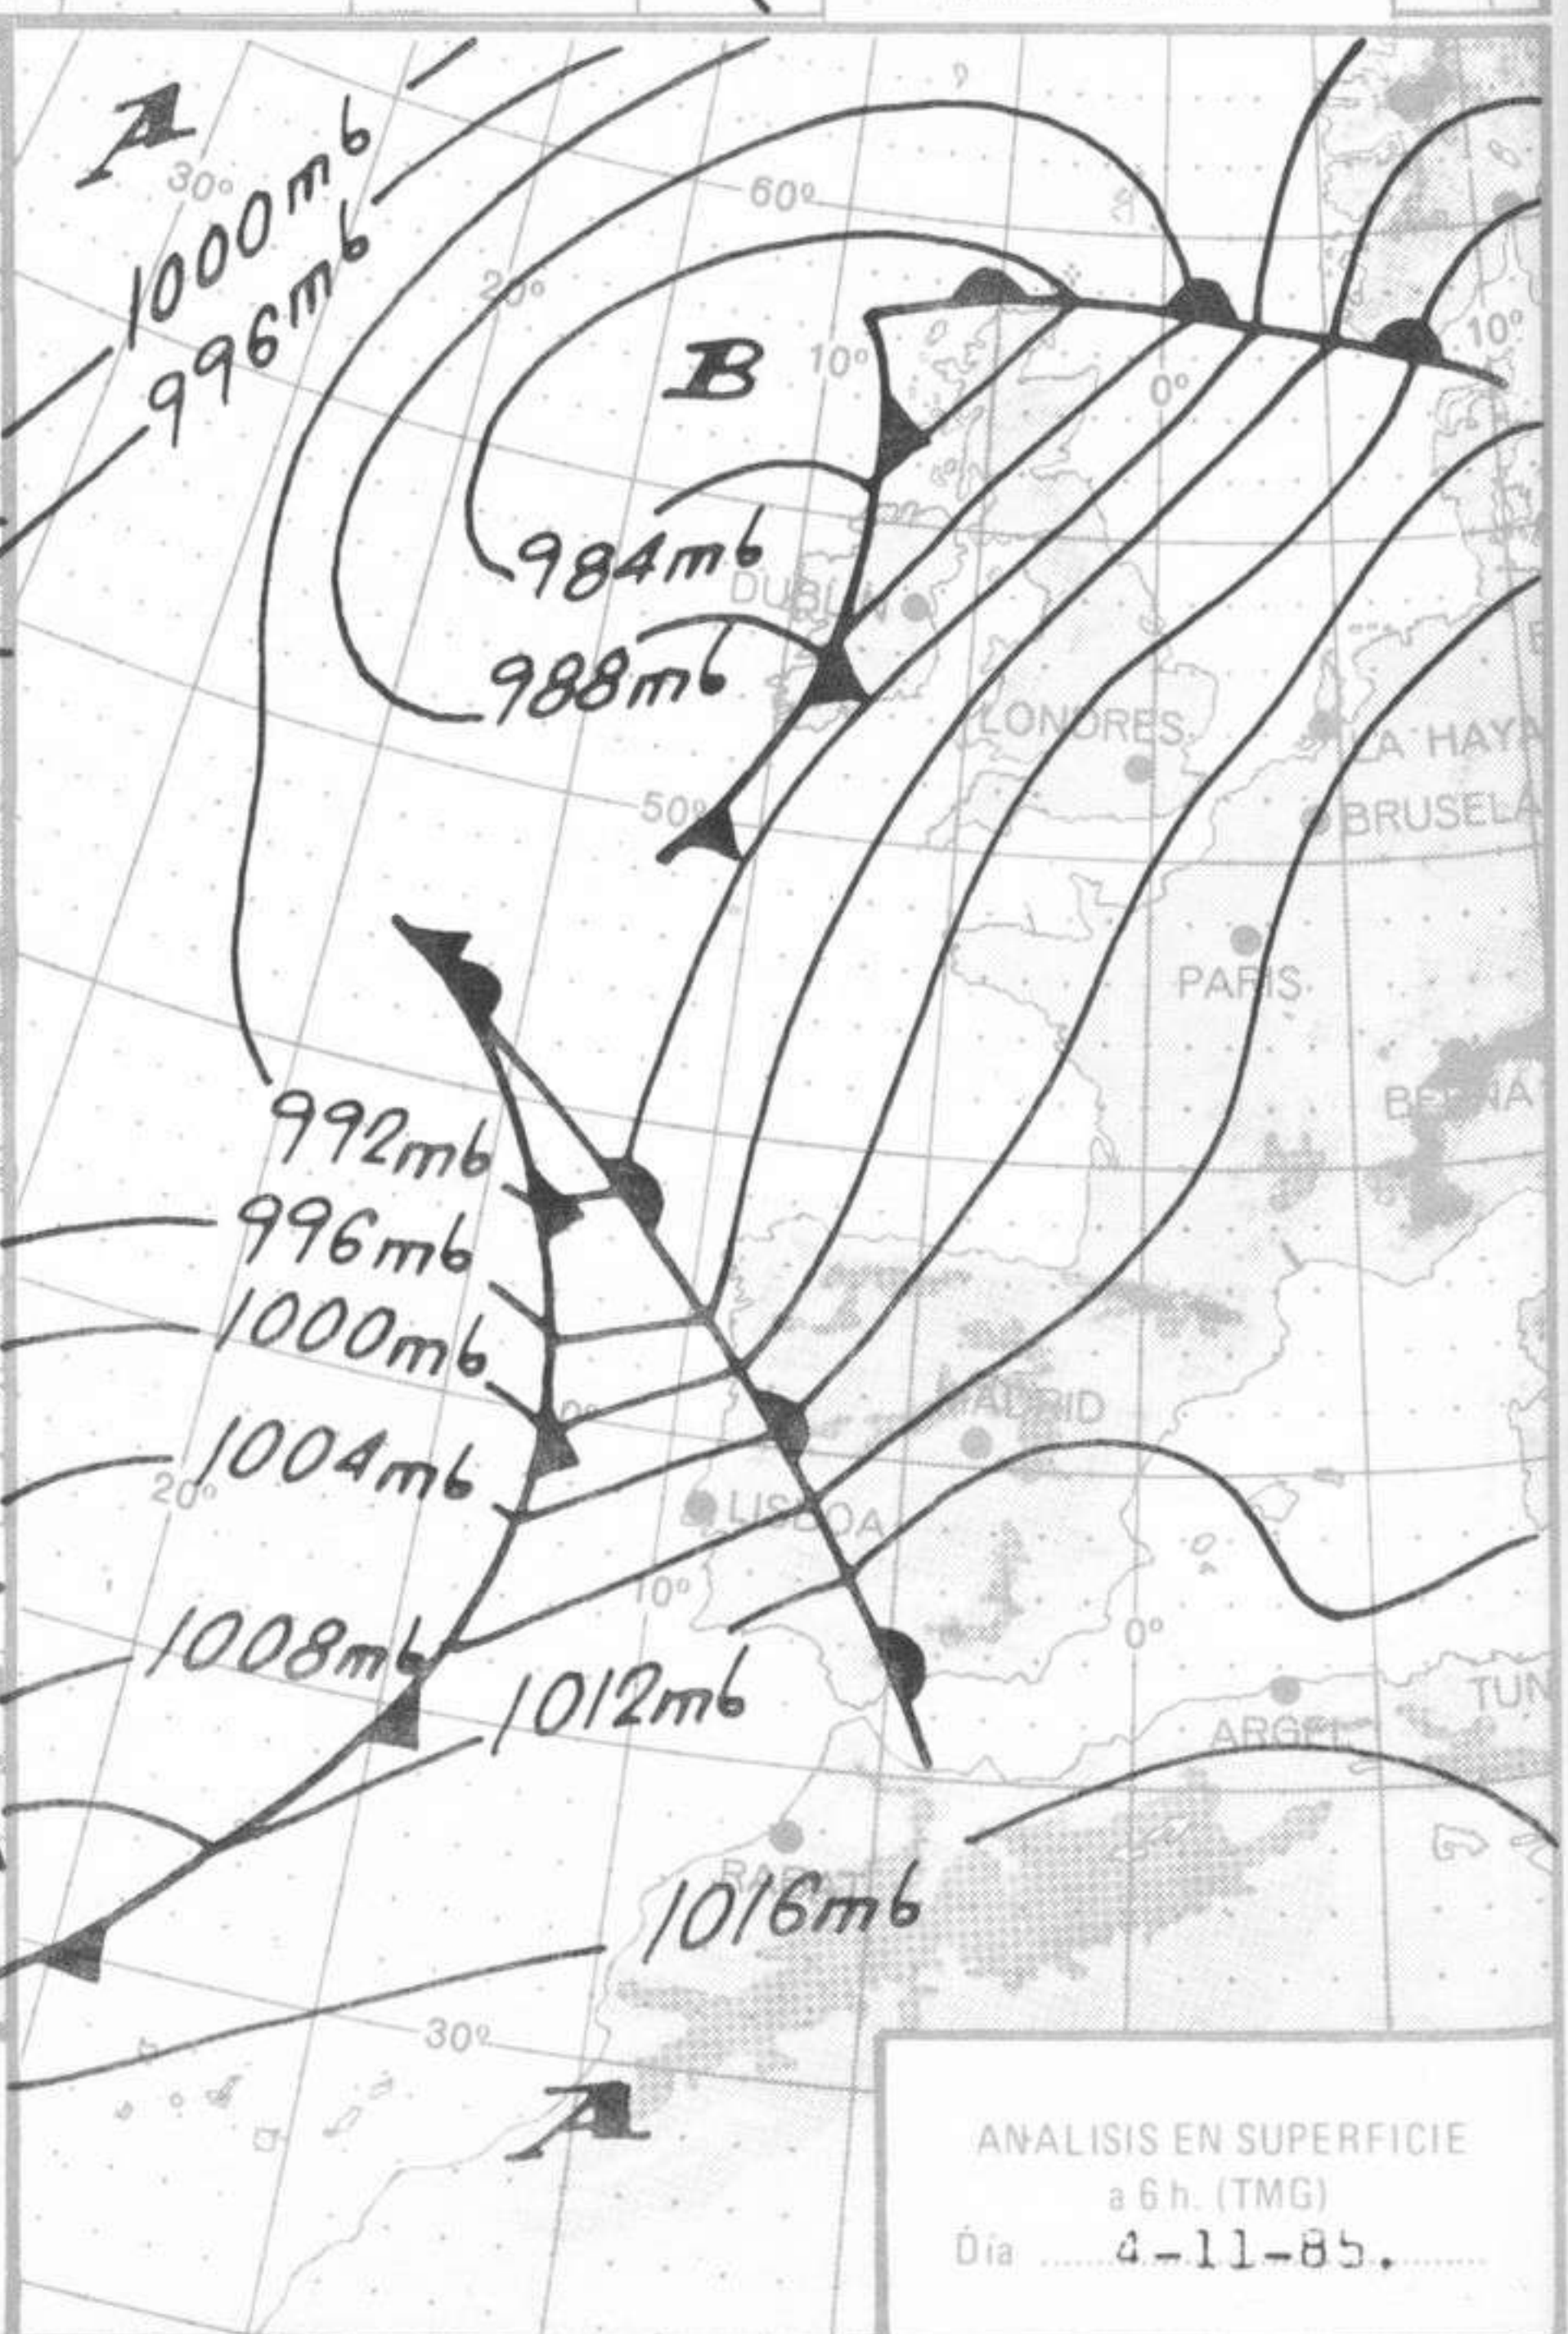 A
1000mb
30º
996mb
60º
20º
B
10º
0º
10º
984mb
DUBLIN
988mb
LONDRES
LA HAYA
50º
BRUSELA
PARIS
BERNA
992mb
996mb
1000mb
0º
MADRID
1004mb
20º
LISBOA
10º
0º
1008mb
1012mb
TUN
ARGEL
1016mb
30º
A
ANALISIS EN SUPERFICIE
a 6 h. (TMG)
Día 4-11-85.